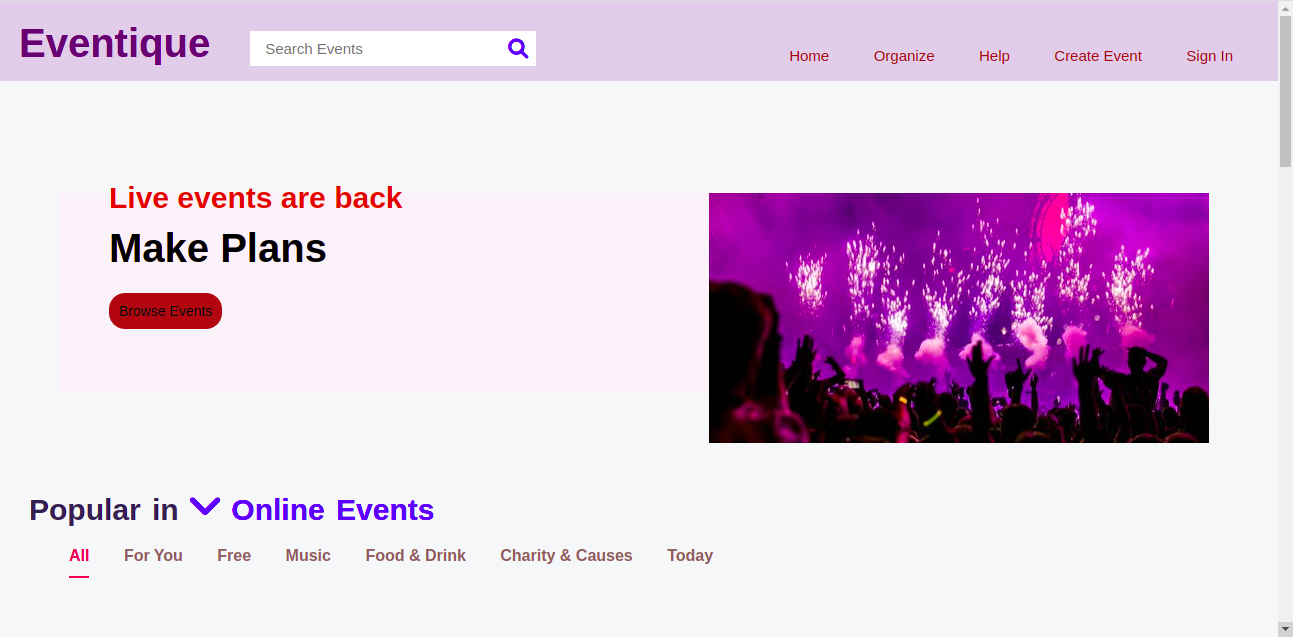 Eventique
Search Events
Home Organize Help Create Event Sign In
Live events are back
Make Plans
Browse Events
Popular in Online Events
All For You Free Music Food & Drink Charity & Causes Today